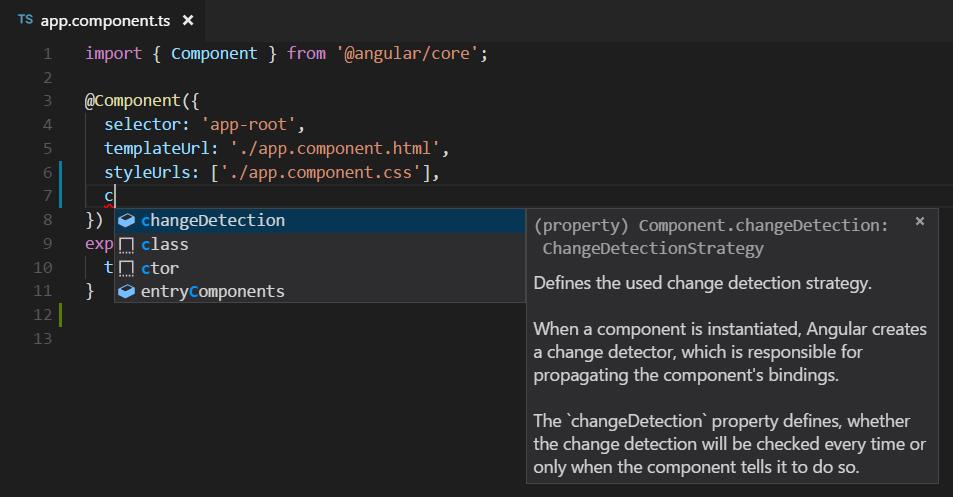 TS app.component.ts ×
1 import { Component } from '@angular/core';
2
3 @Component({
4 selector: 'app-root',
5 templateUrl: './app.component.html',
6 styleUrls: ['./app.component.css'],
7 c
8 })
9 exp
10 t
11 }
12
13
changeDetection
class
ctor
entryComponents
(property) Component.changeDetection: ×
ChangeDetectionStrategy
Defines the used change detection strategy.
When a component is instantiated, Angular creates
a change detector, which is responsible for
propagating the component's bindings.
The `changeDetection` property defines, whether
the change detection will be checked every time or
only when the component tells it to do so.